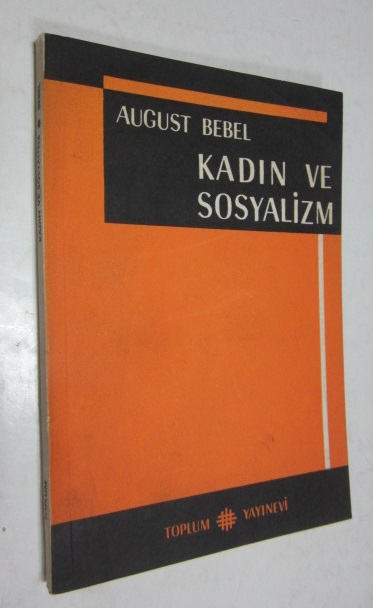 AUGUST BEBEL
KADIN VE
SOSYALİZM
TOPLUM YAYINEVİ